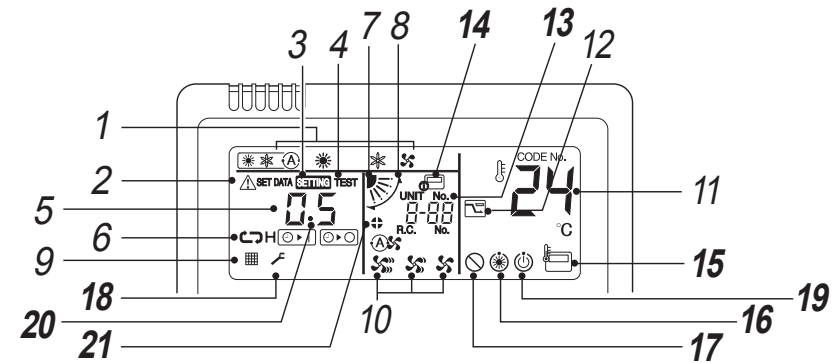 3 4 7 8 14 13 12
1
CODE No.
A
2 SET DATA SETTING TEST
UNIT No.
24 11
5 0.5
8-88
R.C. No.
°C
6 H
A
9
15
18 10 19
20 16
21 17